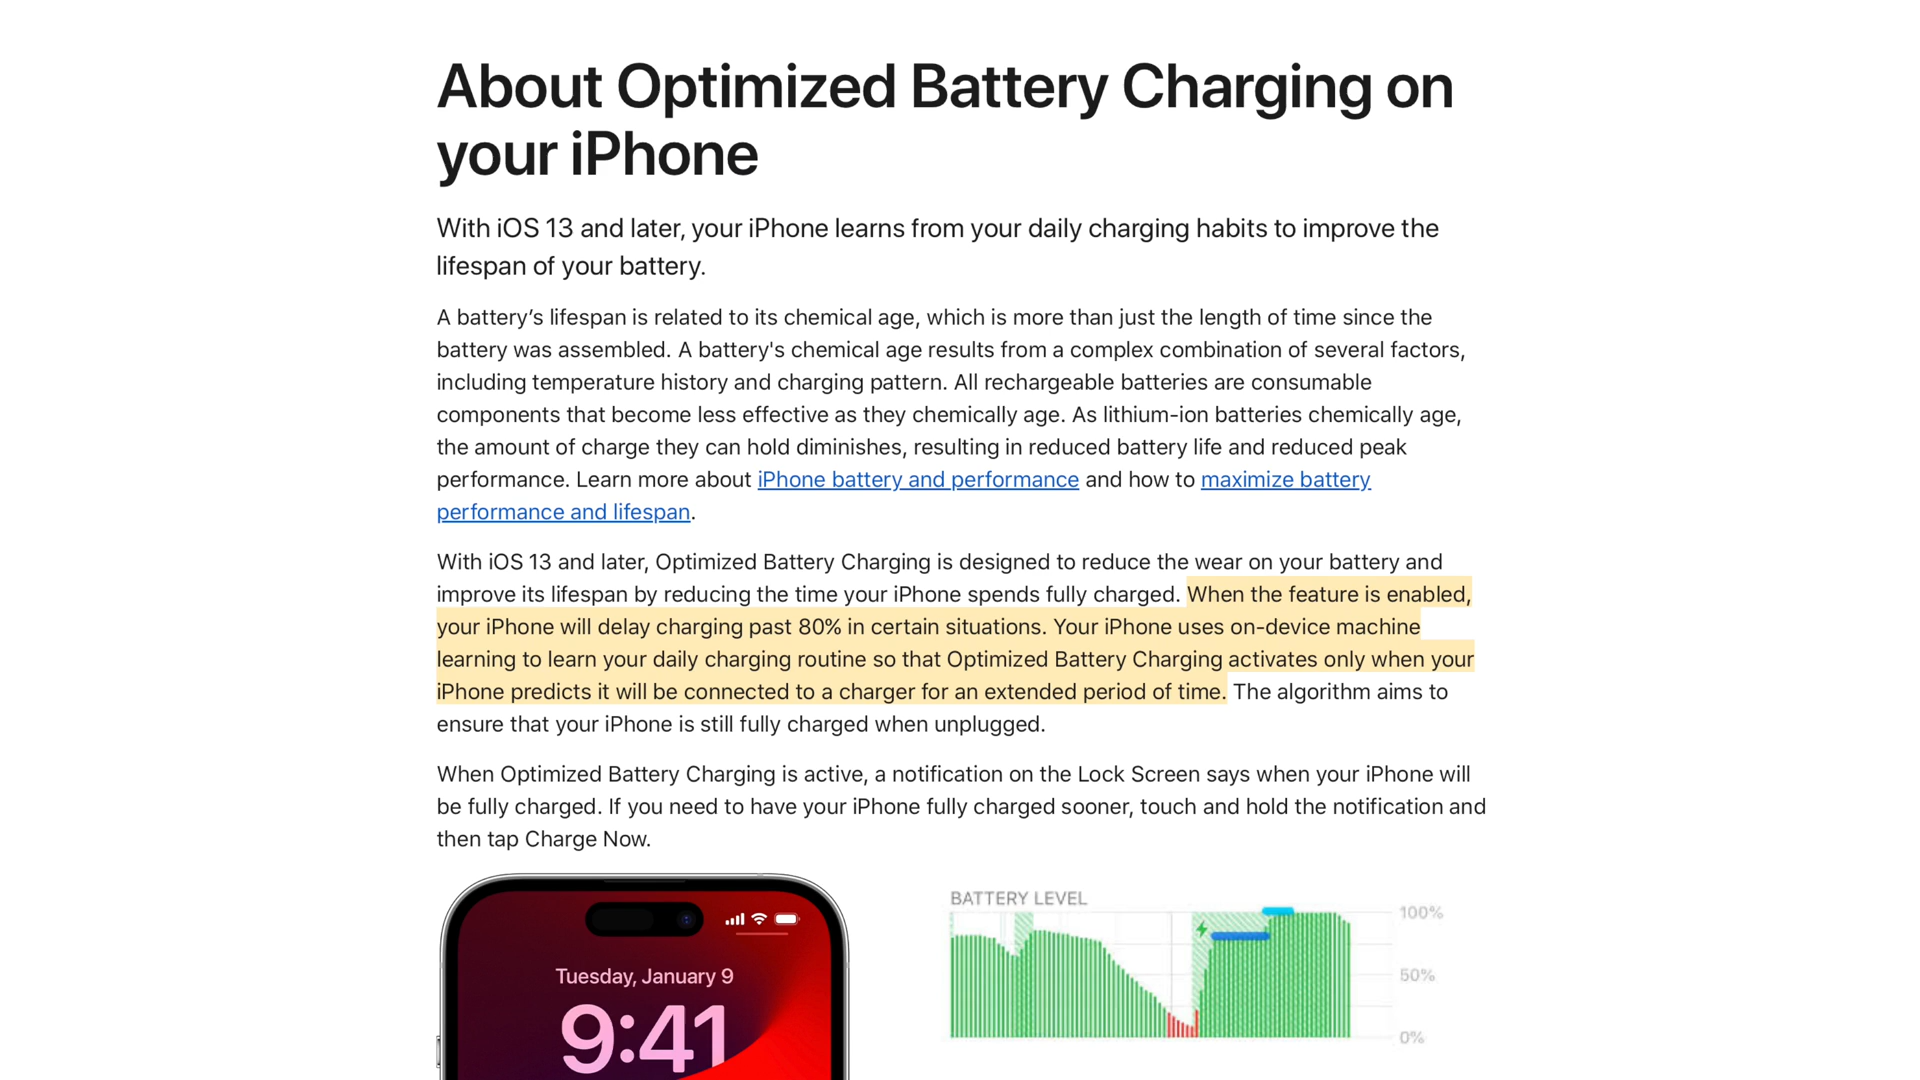 About Optimized Battery Charging on
your iPhone
With iOS 13 and later, your iPhone learns from your daily charging habits to improve the
lifespan of your battery.
A battery’s lifespan is related to its chemical age, which is more than just the length of time since the
battery was assembled. A battery's chemical age results from a complex combination of several factors,
including temperature history and charging pattern. All rechargeable batteries are consumable
components that become less effective as they chemically age. As lithium-ion batteries chemically age,
the amount of charge they can hold diminishes, resulting in reduced battery life and reduced peak
performance. Learn more about iPhone battery and performance and how to maximize battery
performance and lifespan.
With iOS 13 and later, Optimized Battery Charging is designed to reduce the wear on your battery and
improve its lifespan by reducing the time your iPhone spends fully charged. When the feature is enabled,
your iPhone will delay charging past 80% in certain situations. Your iPhone uses on-device machine
learning to learn your daily charging routine so that Optimized Battery Charging activates only when your
iPhone predicts it will be connected to a charger for an extended period of time. The algorithm aims to
ensure that your iPhone is still fully charged when unplugged.
When Optimized Battery Charging is active, a notification on the Lock Screen says when your iPhone will
be fully charged. If you need to have your iPhone fully charged sooner, touch and hold the notification and
then tap Charge Now.
Tuesday, January 9
9:41
BATTERY LEVEL
100%
50%
0%